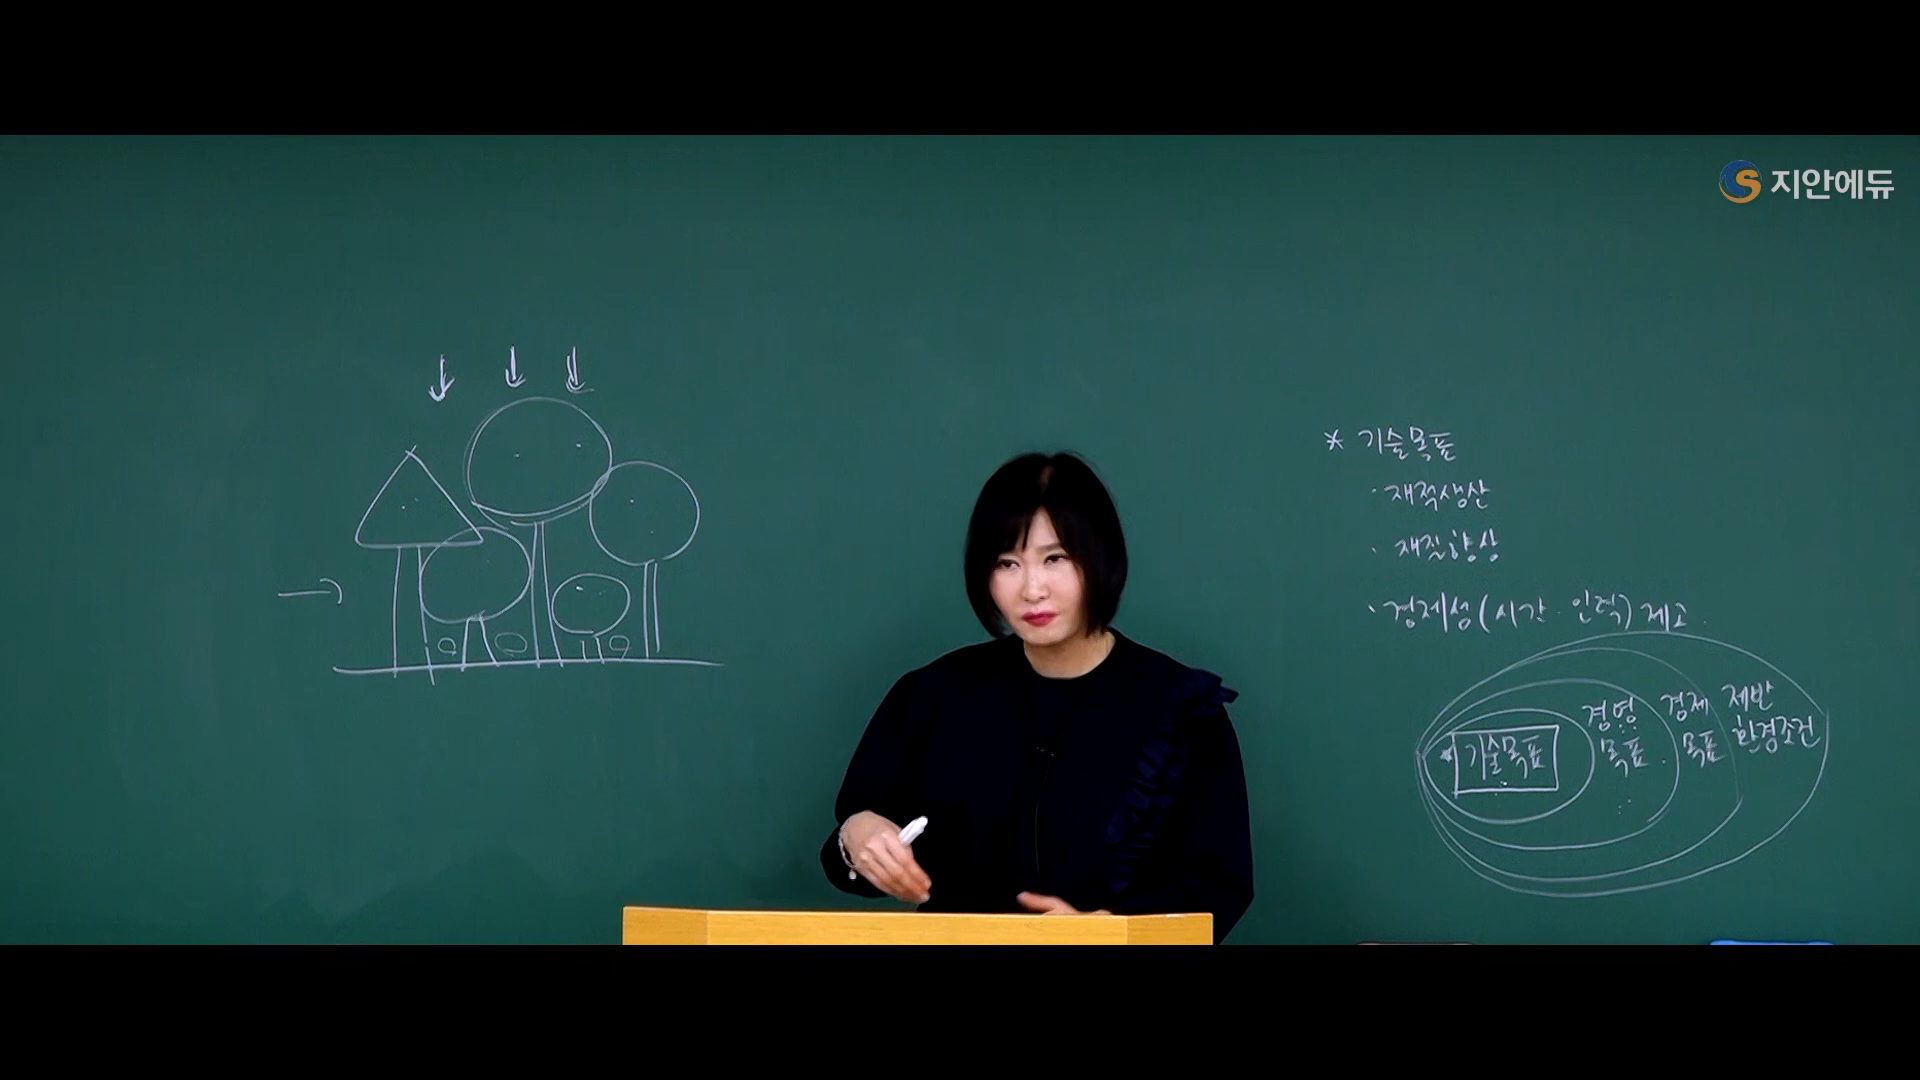 지안에듀
* 기술목표
· 재적생산
· 재질향상
· 경제성(시간·인력) 제고.
경영 경제 제반
* 기술목표 목표. 목표 환경조건